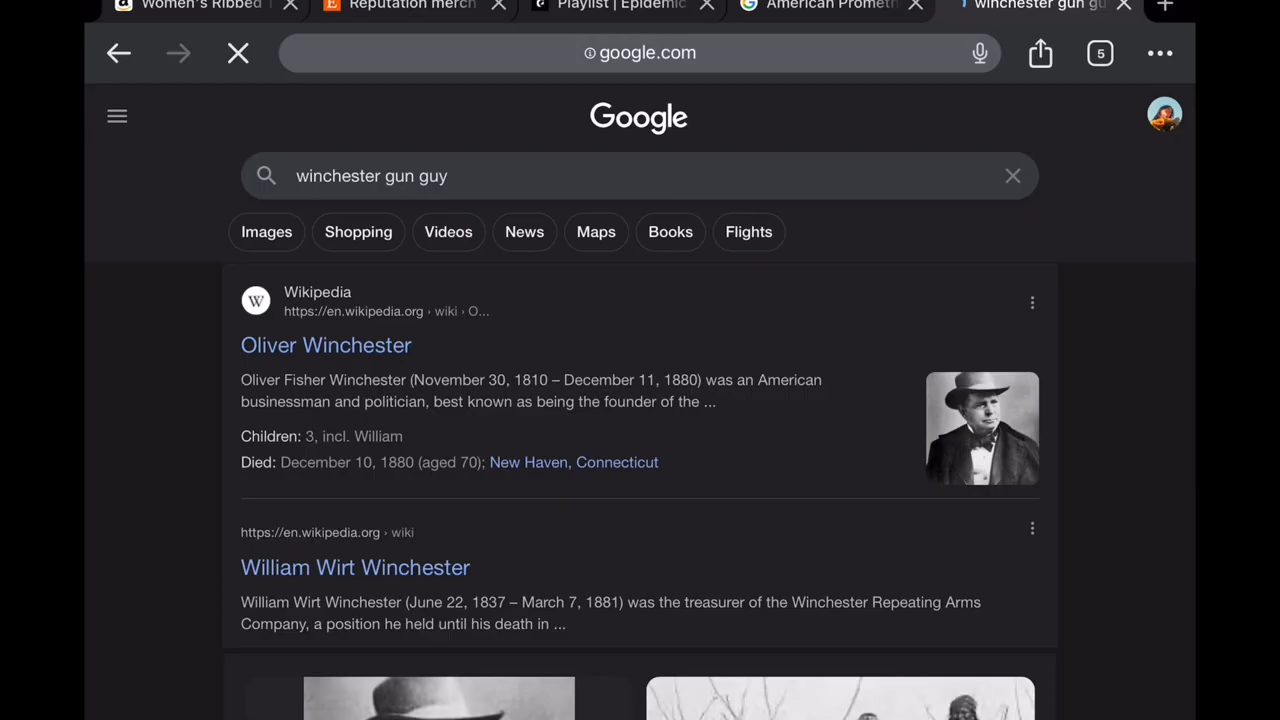 Women's Ribbed
Reputation merch
Playlist | Epidemic
American Prometh
winchester gun gu
google.com
5
Google
winchester gun guy
Images
Shopping
Videos
News
Maps
Books
Flights
W
Wikipedia
https://en.wikipedia.org › wiki › O...
Oliver Winchester
Oliver Fisher Winchester (November 30, 1810 – December 11, 1880) was an American
businessman and politician, best known as being the founder of the ...
Children: 3, incl. William
Died: December 10, 1880 (aged 70); New Haven, Connecticut
https://en.wikipedia.org › wiki
William Wirt Winchester
William Wirt Winchester (June 22, 1837 – March 7, 1881) was the treasurer of the Winchester Repeating Arms
Company, a position he held until his death in ...